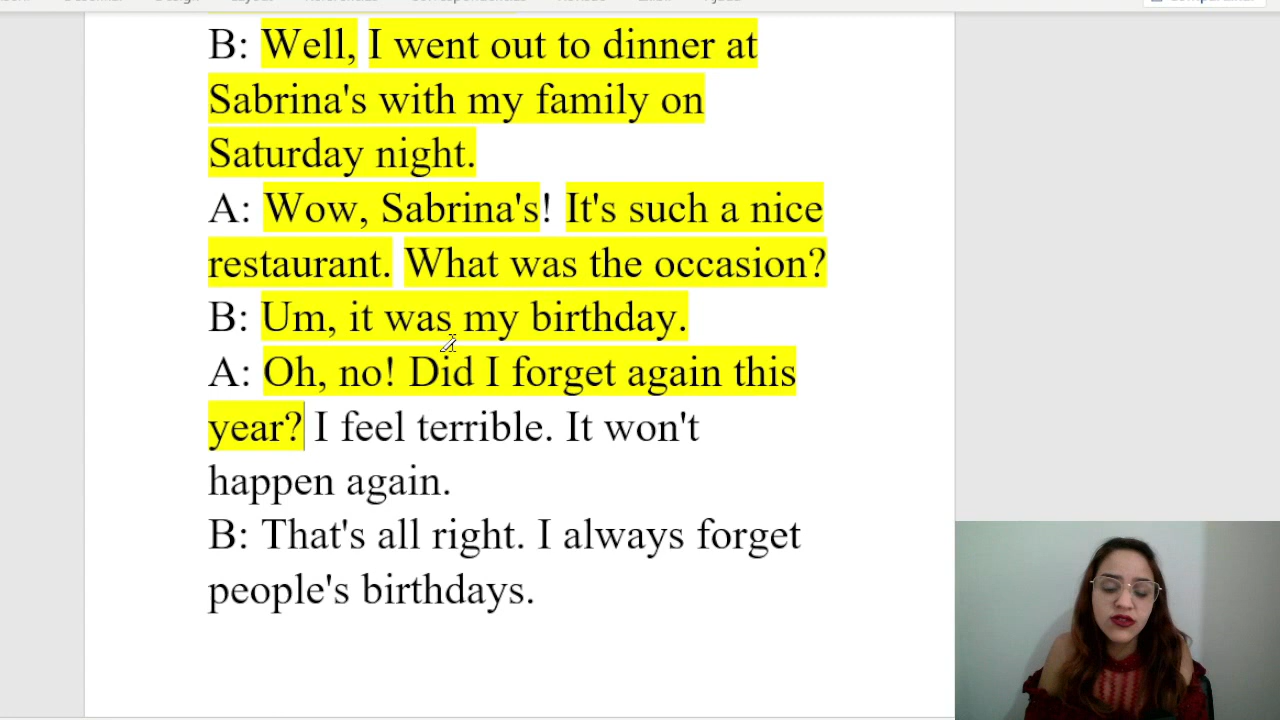 B: Well, I went out to dinner at
Sabrina's with my family on
Saturday night.
A: Wow, Sabrina's! It's such a nice
restaurant. What was the occasion?
B: Um, it was my birthday.
A: Oh, no! Did I forget again this
year? I feel terrible. It won't
happen again.
B: That's all right. I always forget
people's birthdays.